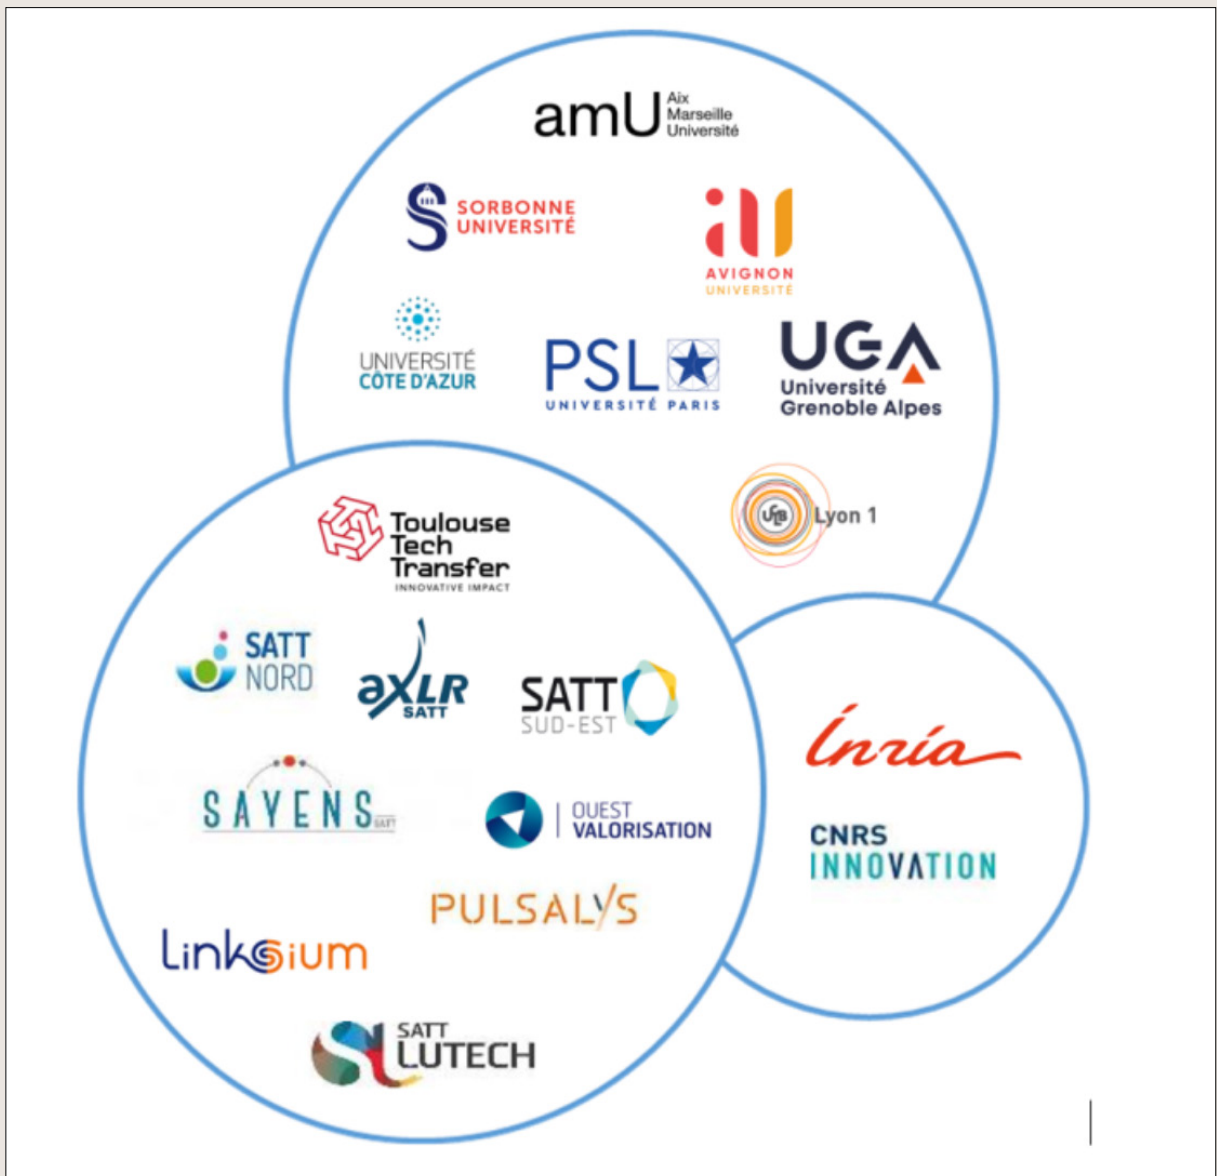 amU Aix
Marseille
Université
SORBONNE
UNIVERSITÉ
AVIGNON
UNIVERSITÉ
UNIVERSITÉ
CÔTE D'AZUR
PSL
UNIVERSITÉ PARIS
UGA
Université
Grenoble Alpes
Lyon 1
Toulouse
Tech
Transfer
INNOVATIVE IMPACT
SATT
NORD
aXLR
SATT
SATT
SUD-EST
SAYENS
SATT
OUEST
VALORISATION
PULSALYS
Linksium
SATT
LUTECH
Inría
CNRS
INNOVATION